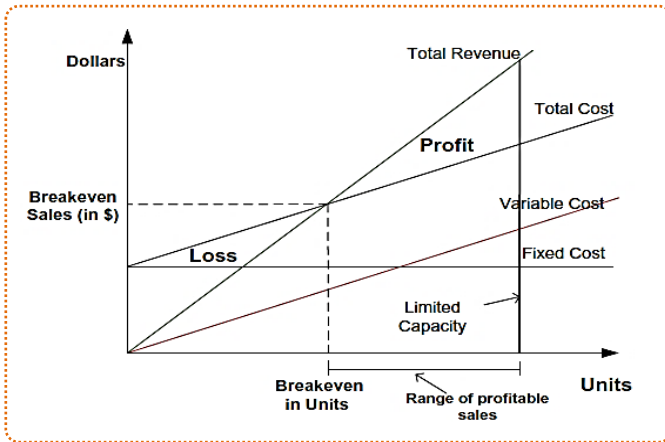 Total Revenue
Dollars
Total Cost
Profit
Breakeven
Sales (in $)
Variable Cost
Loss
Fixed Cost
Limited
Capacity
Breakeven
in Units
Range of profitable
sales
Units